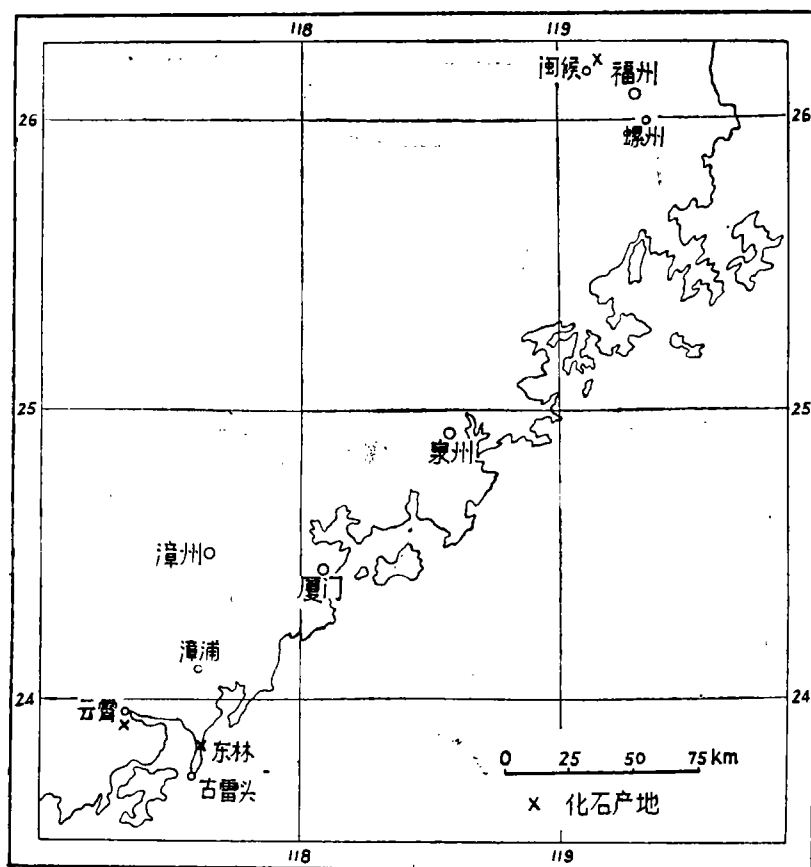 118 119
闽候 福州
26 26
螺州
25 25
泉州
漳州
厦门
漳浦
24 24
云霄
东林
0 25 50 75 km
古雷头
x 化石产地
118 119